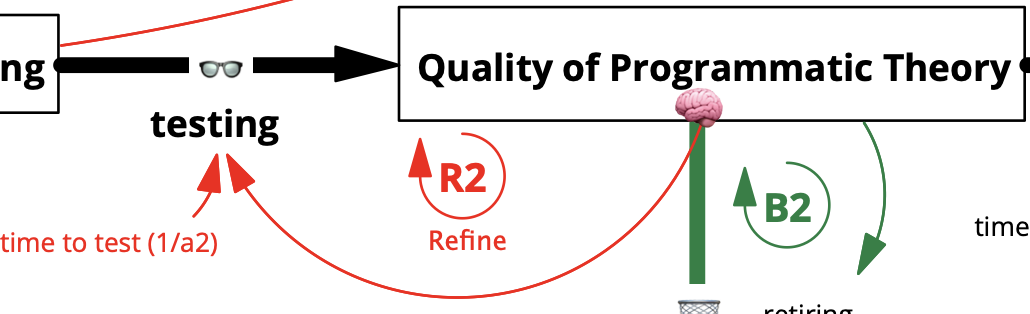 ng
Quality of Programmatic Theory
testing
R2
Refine
B2
time to test (1/a2)
time
retiring